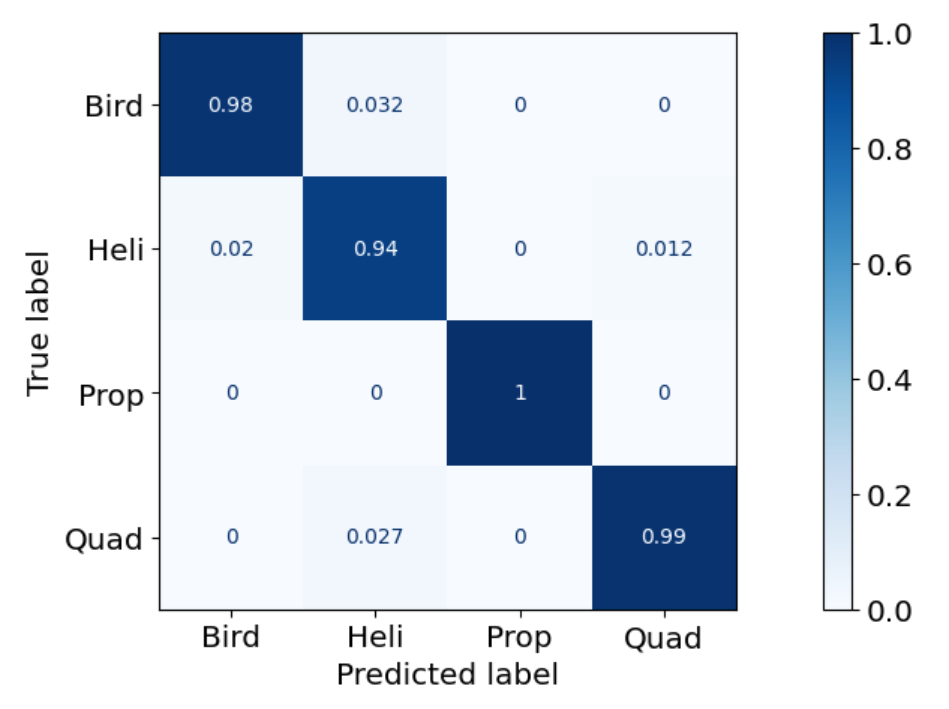 Bird 0.98 0.032 0 0
Heli 0.02 0.94 0 0.012
Prop 0 0 1 0
Quad 0 0.027 0 0.99
Bird Heli Prop Quad
Predicted label
True label
1.0
0.8
0.6
0.4
0.2
0.0